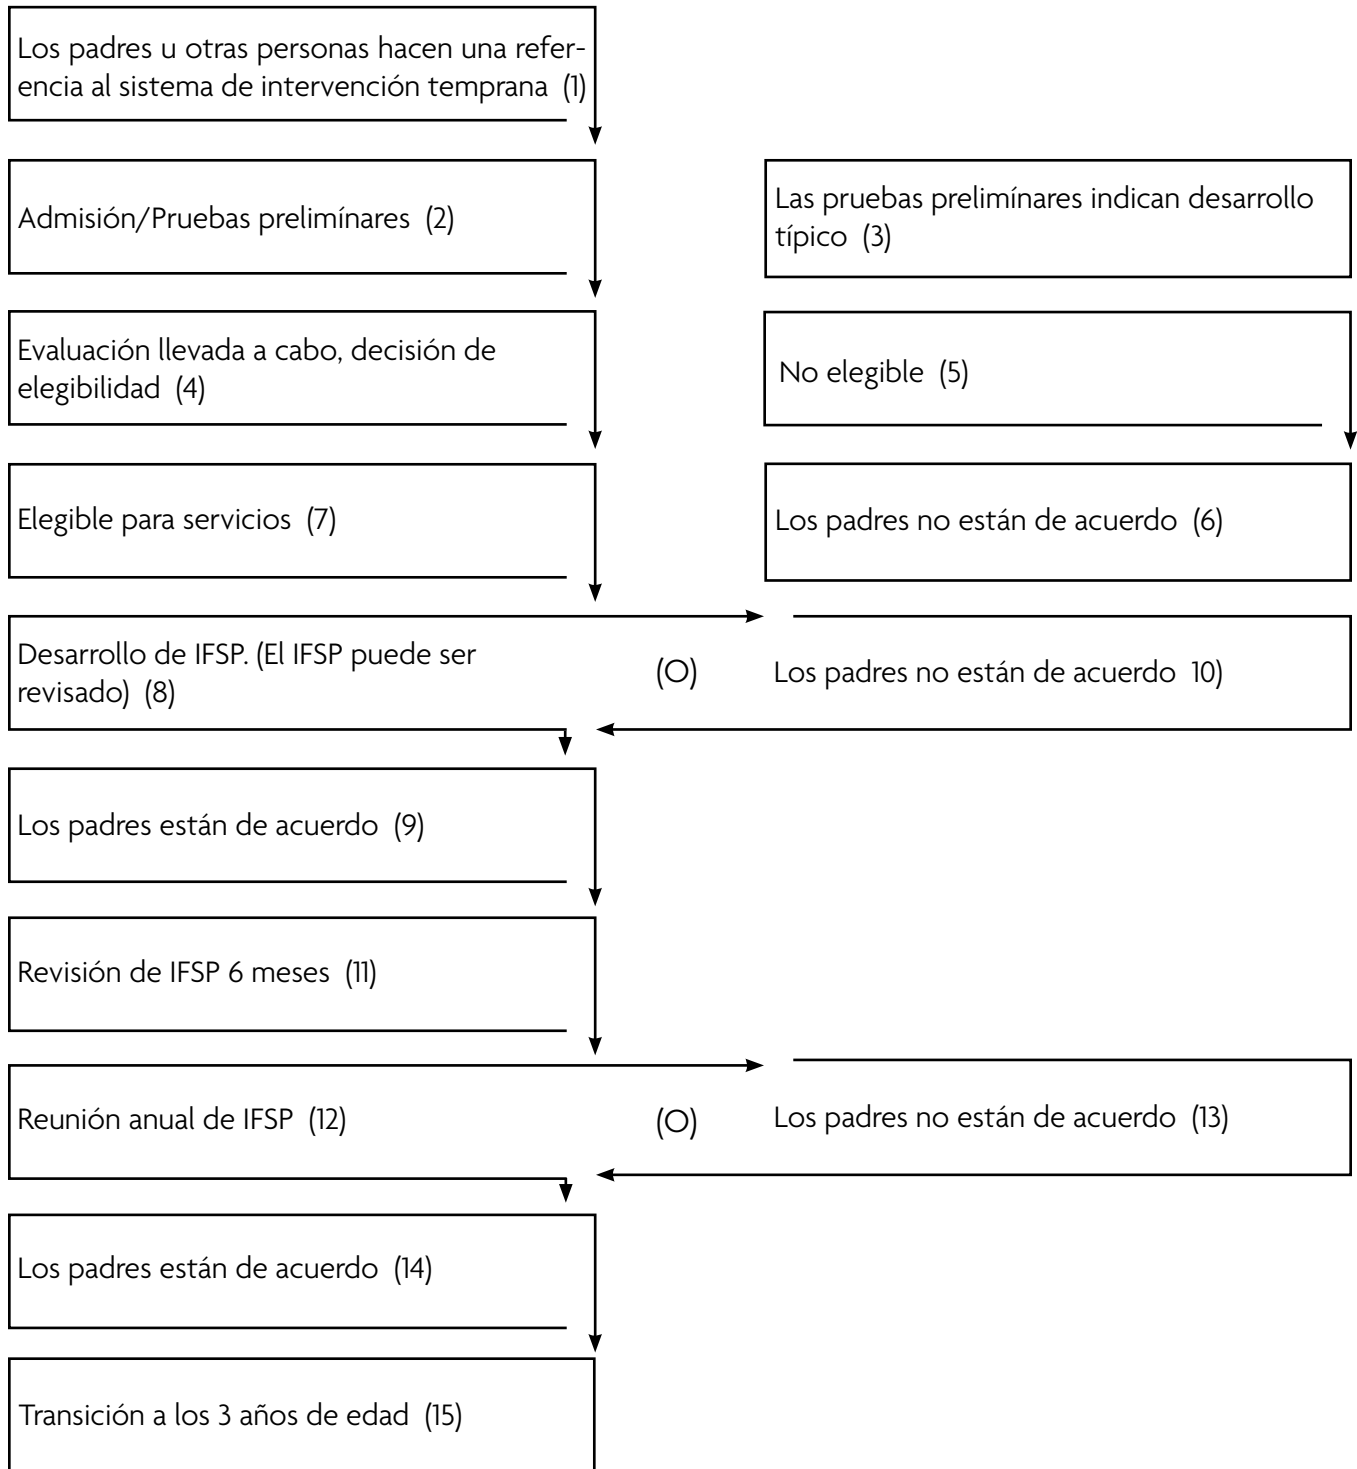 Los padres u otras personas hacen una refer-
encia al sistema de intervención temprana (1)
Admisión/Pruebas prelimínares (2)
Las pruebas prelimínares indican desarrollo
típico (3)
Evaluación llevada a cabo, decisión de
elegibilidad (4)
No elegible (5)
Elegible para servicios (7)
Los padres no están de acuerdo (6)
Desarrollo de IFSP. (El IFSP puede ser
revisado) (8)
(O)
Los padres no están de acuerdo 10)
Los padres están de acuerdo (9)
Revisión de IFSP 6 meses (11)
Reunión anual de IFSP (12)
(O)
Los padres no están de acuerdo (13)
Los padres están de acuerdo (14)
Transición a los 3 años de edad (15)